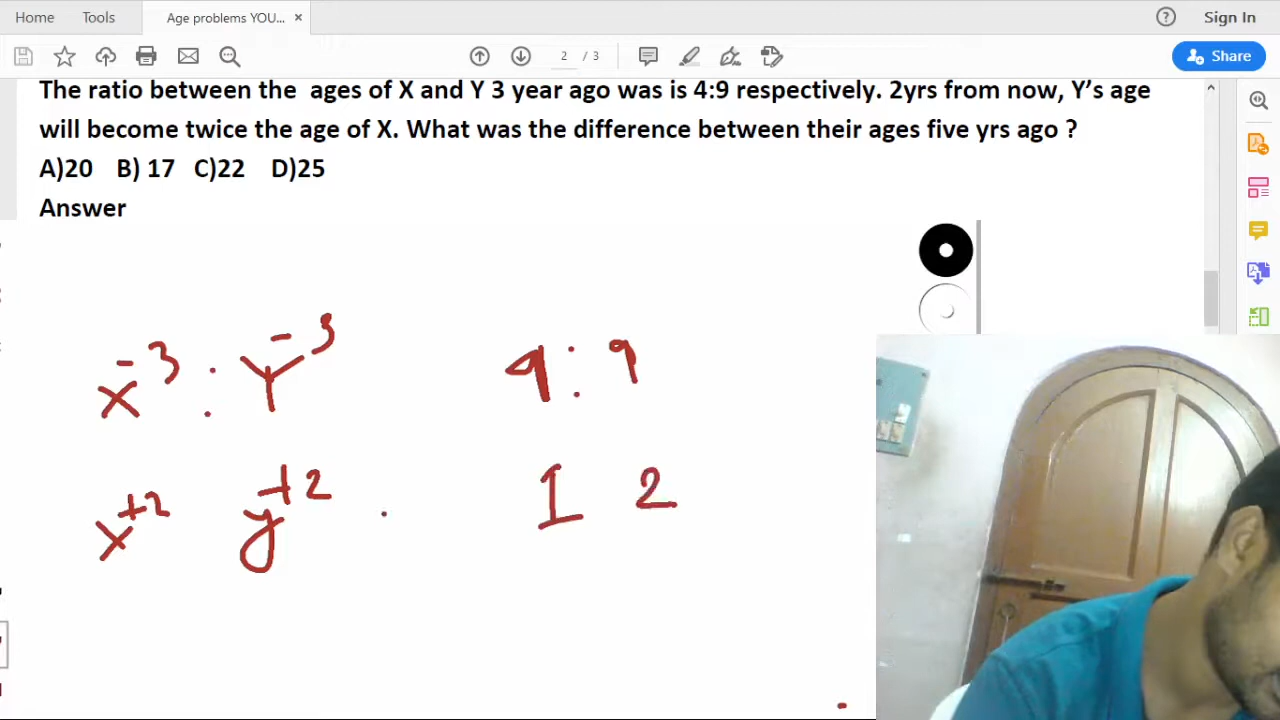 Home Tools Age problems YOU... × ? Sign In
2 / 3 Share
The ratio between the ages of X and Y 3 year ago was is 4:9 respectively. 2yrs from now, Y’s age
will become twice the age of X. What was the difference between their ages five yrs ago ?
A)20 B) 17 C)22 D)25
Answer
x-3 : Y-3 4 : 9
x+2 y+2 1 2